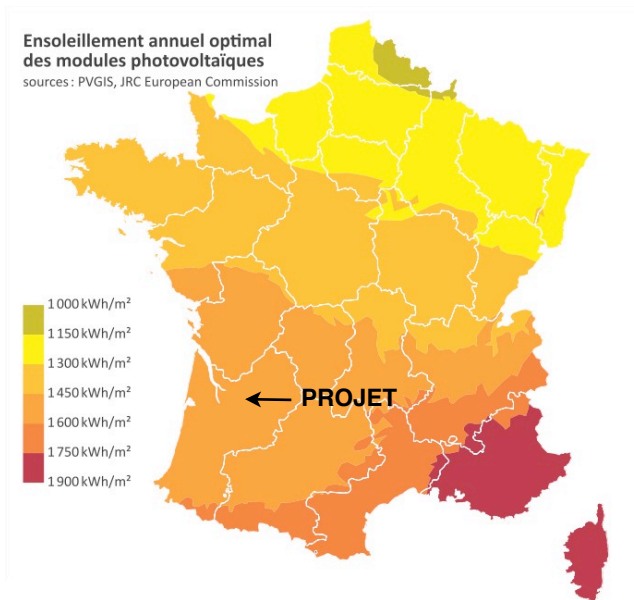 Ensoleillement annuel optimal
des modules photovoltaïques
sources : PVGIS, JRC European Commission
1 000 kWh/m²
1 150 kWh/m²
1 300 kWh/m²
1 450 kWh/m²
1 600 kWh/m²
1 750 kWh/m²
1 900 kWh/m²
PROJET